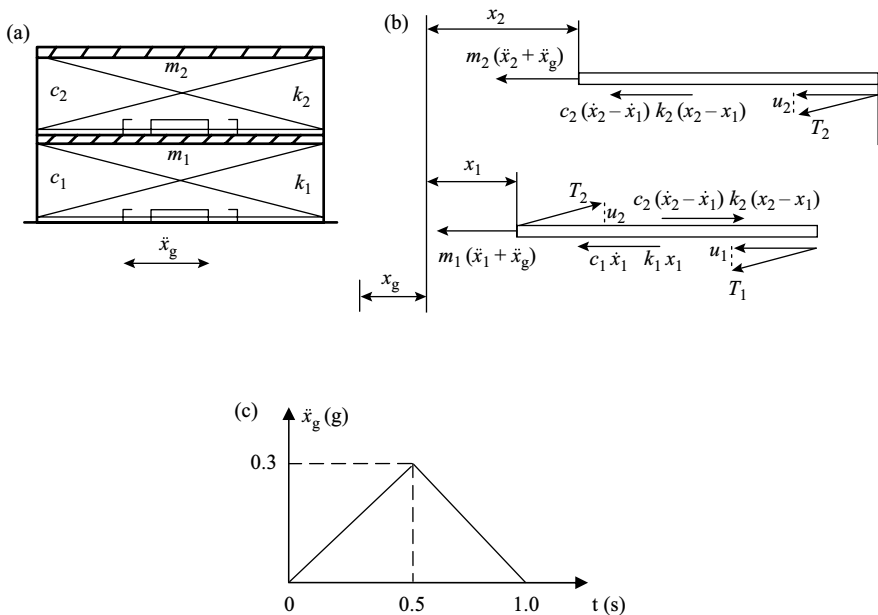 (a)
m₂
c₂
k₂
m₁
c₁
k₁
ẍg
(b)
x₂
m₂ (ẍ₂ + ẍg)
c₂ (ẋ₂ − ẋ₁) k₂ (x₂ − x₁)
u₂
T₂
x₁
T₂
u₂
c₂ (ẋ₂ − ẋ₁) k₂ (x₂ − x₁)
m₁ (ẍ₁ + ẍg)
c₁ ẋ₁ k₁ x₁
u₁
T₁
xg
(c)
ẍg (g)
0.3
0 0.5 1.0 t (s)